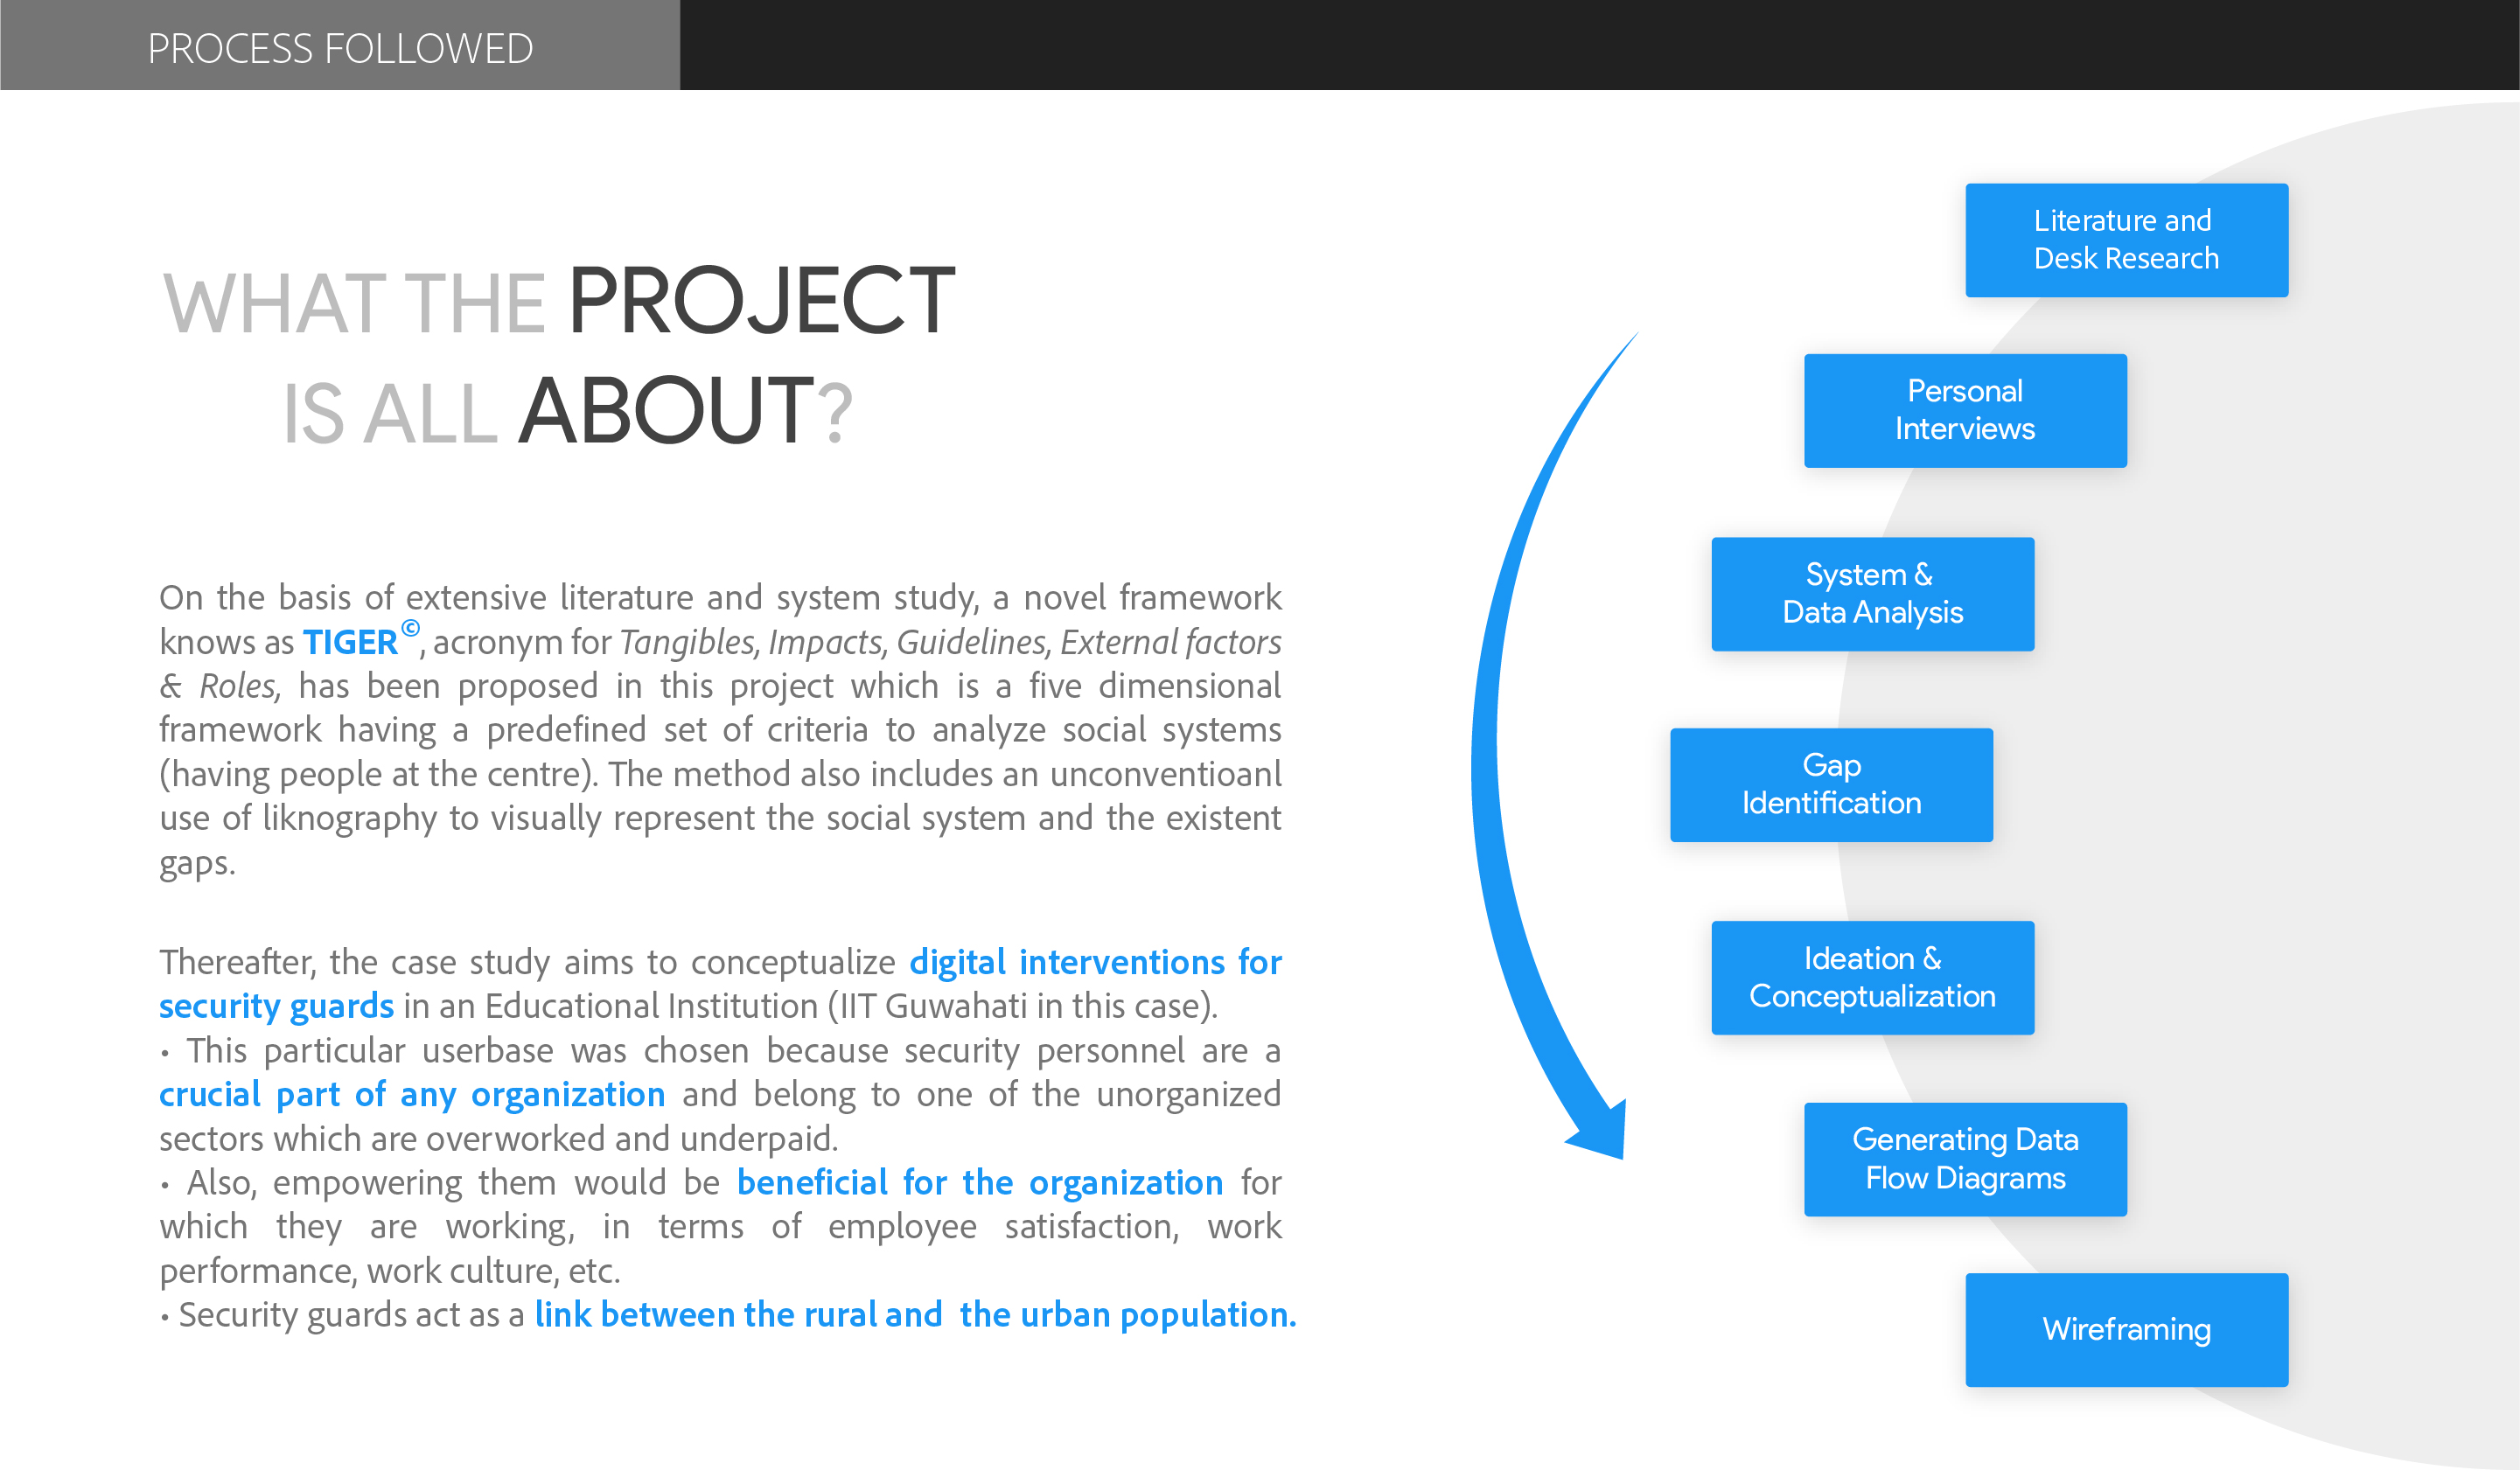 PROCESS FOLLOWED
WHAT THE PROJECT
IS ALL ABOUT?
On the basis of extensive literature and system study, a novel framework
knows as TIGER©, acronym for Tangibles, Impacts, Guidelines, External factors
& Roles, has been proposed in this project which is a five dimensional
framework having a predefined set of criteria to analyze social systems
(having people at the centre). The method also includes an unconventioanl
use of liknography to visually represent the social system and the existent
gaps.
Thereafter, the case study aims to conceptualize digital interventions for
security guards in an Educational Institution (IIT Guwahati in this case).
• This particular userbase was chosen because security personnel are a
crucial part of any organization and belong to one of the unorganized
sectors which are overworked and underpaid.
• Also, empowering them would be beneficial for the organization for
which they are working, in terms of employee satisfaction, work
performance, work culture, etc.
• Security guards act as a link between the rural and  the urban population.
Literature and
Desk Research
Personal
Interviews
System &
Data Analysis
Gap
Identification
Ideation &
Conceptualization
Generating Data
Flow Diagrams
Wireframing